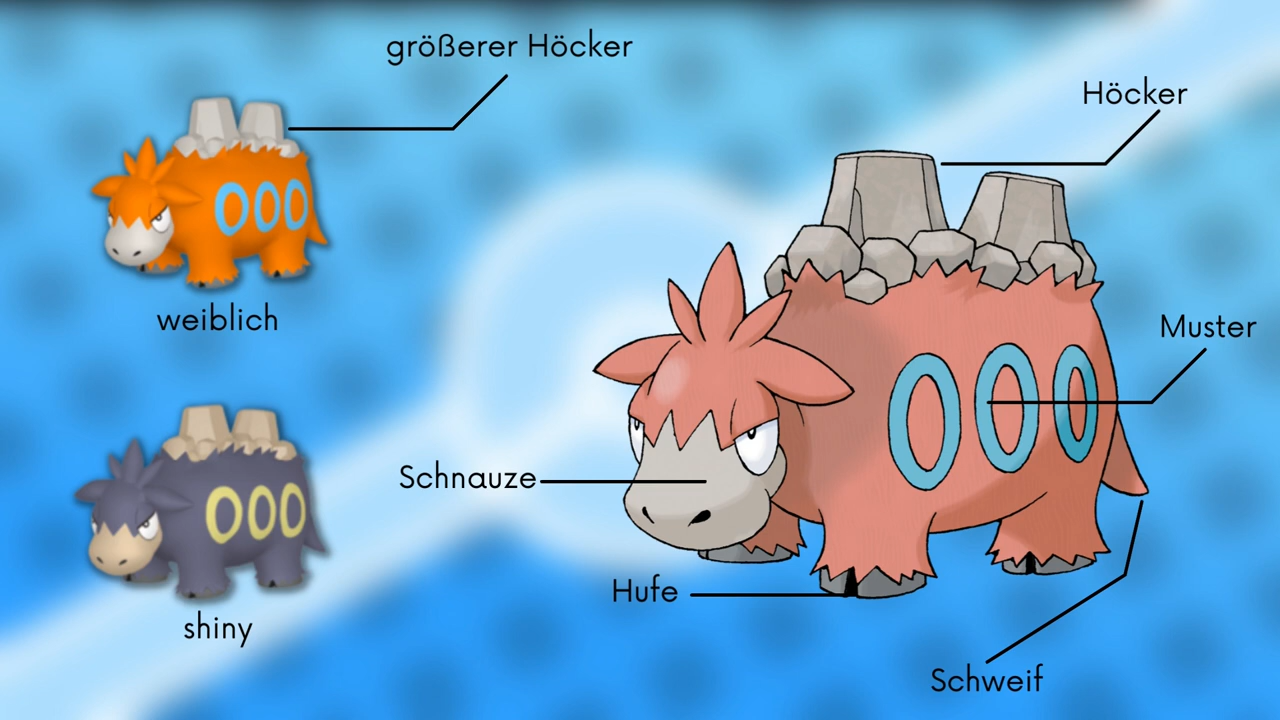 größerer Höcker
Höcker
weiblich
Muster
Schnauze
Hufe
shiny
Schweif